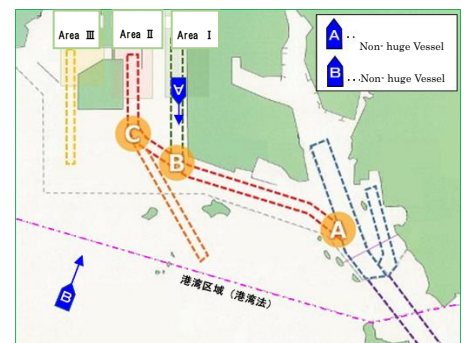 Area Ⅲ
Area Ⅱ
Area Ⅰ
A .. Non- huge Vessel
B ...Non- huge Vessel
A
C
B
A
B
港湾区域（港湾法）